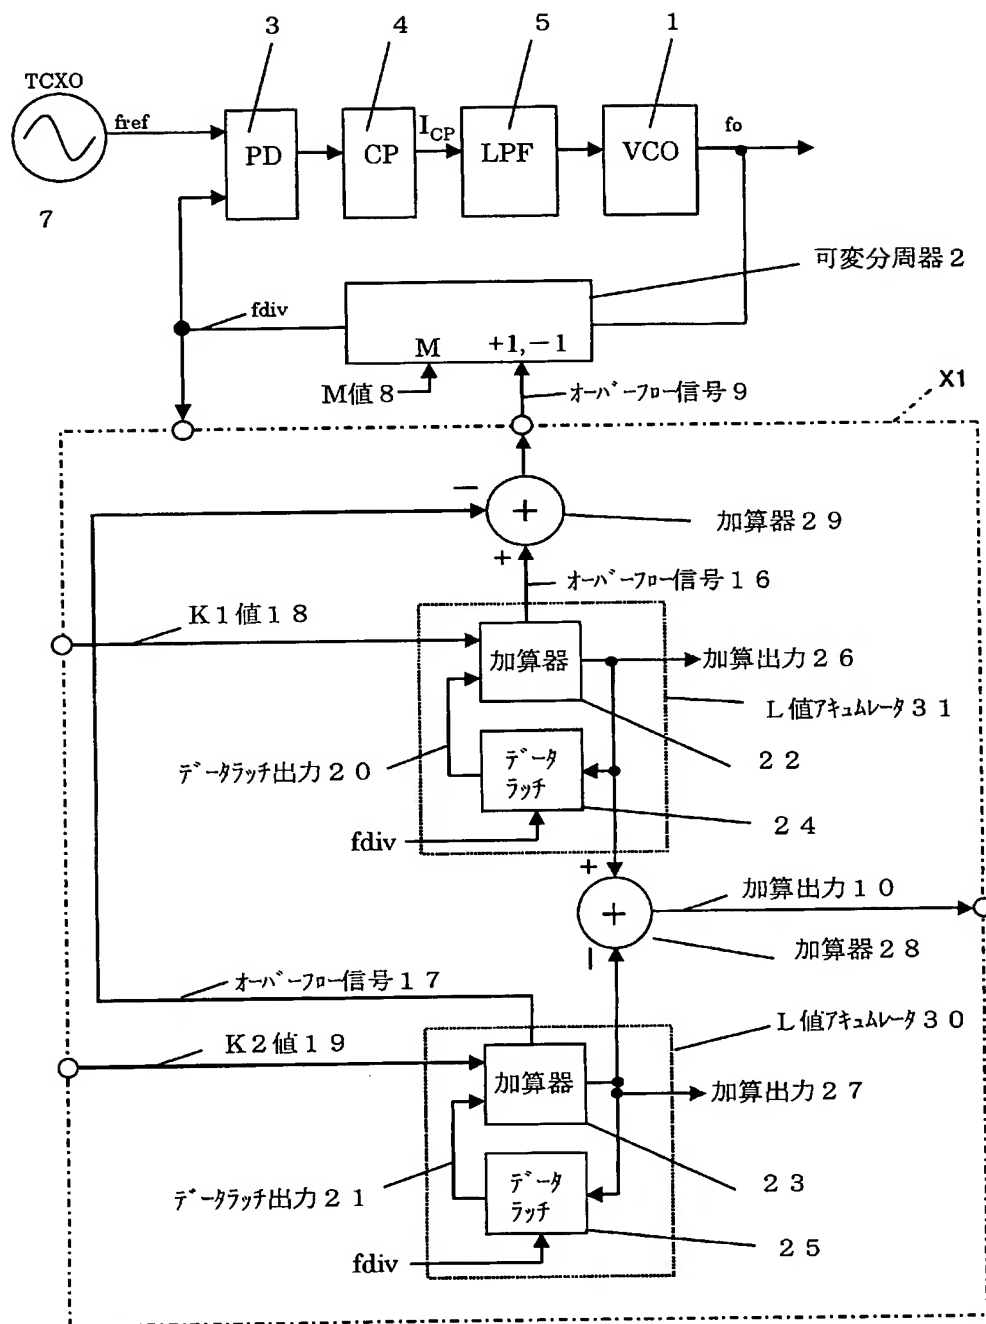 3
4
5
1
TCXO
fref
PD
CP
I_CP
LPF
VCO
fo
7
可変分周器2
fdiv
M
+1,−1
M値8
オーバーフロー信号9
X1
−
+
加算器29
+
オーバーフロー信号16
K1値18
加算器
加算出力26
L値アキュムレータ31
データラッチ出力20
データ
ラッチ
22
24
fdiv
+
加算出力10
+
加算器28
−
オーバーフロー信号17
L値アキュムレータ30
K2値19
加算器
加算出力27
データラッチ出力21
データ
ラッチ
23
25
fdiv